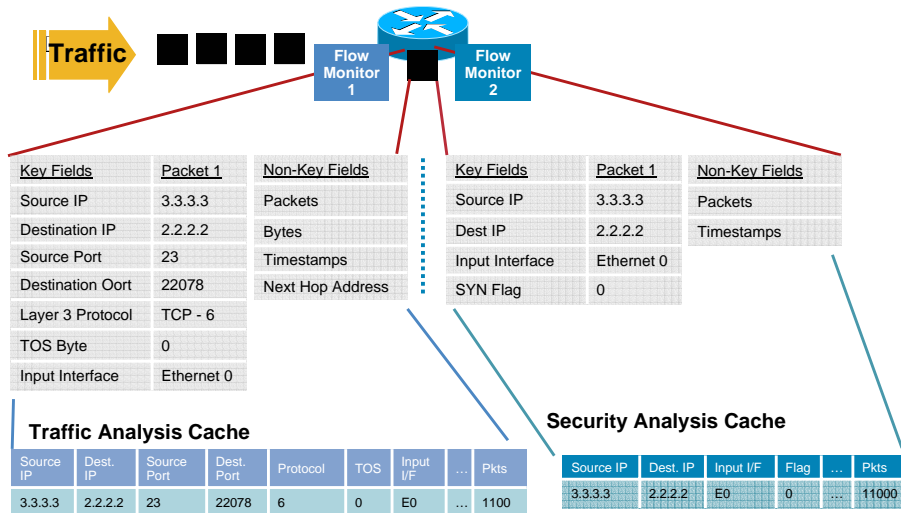 Traffic
Flow
Monitor
1
Flow
Monitor
2
Key Fields Packet 1
Source IP 3.3.3.3
Destination IP 2.2.2.2
Source Port 23
Destination Oort 22078
Layer 3 Protocol TCP - 6
TOS Byte 0
Input Interface Ethernet 0
Non-Key Fields
Packets
Bytes
Timestamps
Next Hop Address
Key Fields Packet 1
Source IP 3.3.3.3
Dest IP 2.2.2.2
Input Interface Ethernet 0
SYN Flag 0
Non-Key Fields
Packets
Timestamps
Traffic Analysis Cache
Source IP Dest. IP Source Port Dest. Port Protocol TOS Input I/F … Pkts
3.3.3.3 2.2.2.2 23 22078 6 0 E0 … 1100
Security Analysis Cache
Source IP Dest. IP Input I/F Flag … Pkts
3.3.3.3 2.2.2.2 E0 0 … 11000